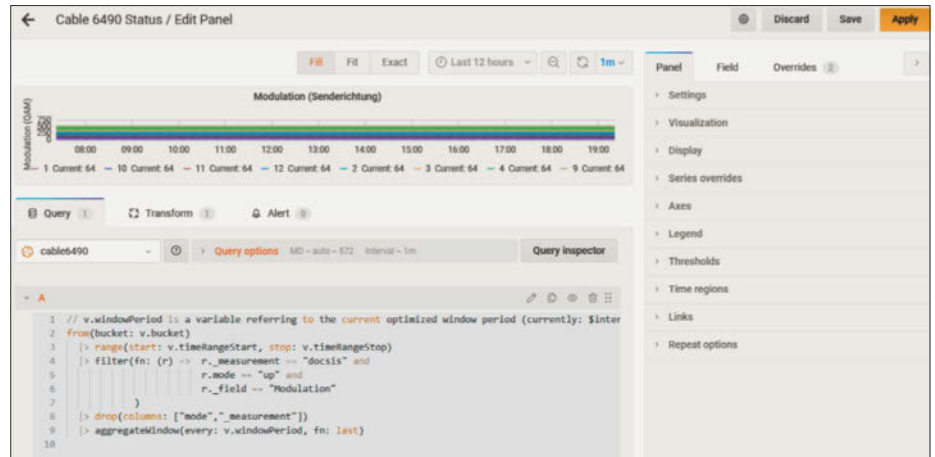 ← Cable 6490 Status / Edit Panel
Discard Save Apply
Fill Fit Exact Last 12 hours 1m
Panel Field Overrides 2
Modulation (Senderichtung)
Modulation (QAM)
750
250
0
08:00 09:00 10:00 11:00 12:00 13:00 14:00 15:00 16:00 17:00 18:00 19:00
1 Current: 64 10 Current: 64 11 Current: 64 12 Current: 64 2 Current: 64 3 Current: 64 4 Current: 64 9 Current: 64
Settings
Visualization
Display
Series overrides
Axes
Legend
Thresholds
Time regions
Links
Repeat options
Query 1 Transform 1 Alert 0
cable6490 Query options MD = auto = 572 Interval = 1m Query inspector
A
1 // v.windowPeriod is a variable referring to the current optimized window period (currently: $inter
2 from(bucket: v.bucket)
3 |> range(start: v.timeRangeStart, stop: v.timeRangeStop)
4 |> filter(fn: (r) => r._measurement == "docsis" and
5 r.mode == "up" and
6 r._field == "Modulation"
7 )
8 |> drop(columns: ["mode","_measurement"])
9 |> aggregateWindow(every: v.windowPeriod, fn: last)
10